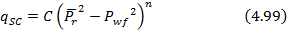 q_SC = C(P̅_r² − P_wf²)ⁿ (4.99)